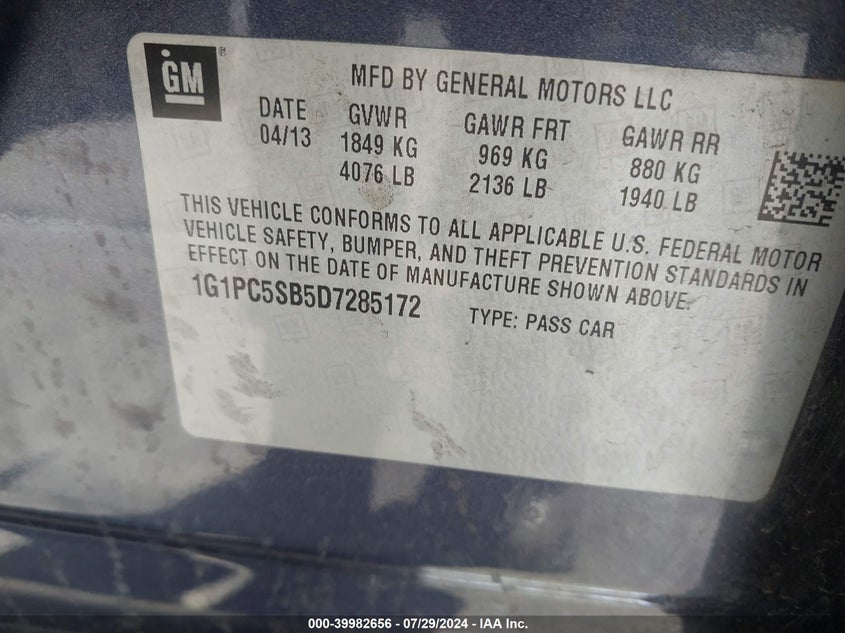 GM
MFD BY GENERAL MOTORS LLC
DATE GVWR GAWR FRT GAWR RR
04/13 1849 KG 969 KG 880 KG
4076 LB 2136 LB 1940 LB
THIS VEHICLE CONFORMS TO ALL APPLICABLE U.S. FEDERAL MOTOR
VEHICLE SAFETY, BUMPER, AND THEFT PREVENTION STANDARDS IN
EFFECT ON THE DATE OF MANUFACTURE SHOWN ABOVE.
1G1PC5SB5D7285172 TYPE: PASS CAR
000-39982656 - 07/29/2024 - IAA Inc.